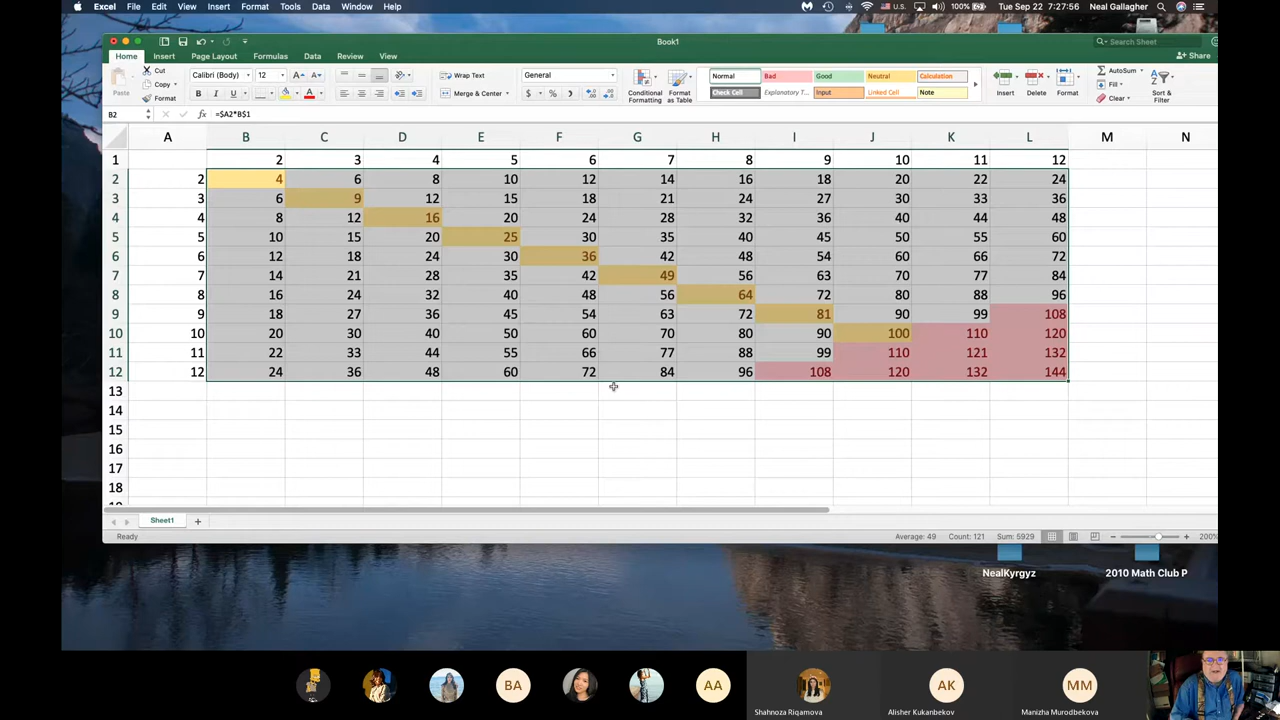 Excel File Edit View Insert Format Tools Data Window Help
U.S. 100% Tue Sep 22 7:27:56 Neal Gallagher
Book1
Search Sheet
Home Insert Page Layout Formulas Data Review View
Share
Paste
Cut
Copy
Format
Calibri (Body) 12
B I U
Wrap Text
Merge & Center
General
Conditional Formatting
Format as Table
Normal Bad Good Neutral Calculation
Check Cell Explanatory T... Input Linked Cell Note
Insert Delete Format
AutoSum
Fill
Clear
Sort & Filter
B2 fx =$A2*B$1
A B C D E F G H I J K L M N
1 2 3 4 5 6 7 8 9 10 11 12
2 2 4 6 8 10 12 14 16 18 20 22 24
3 3 6 9 12 15 18 21 24 27 30 33 36
4 4 8 12 16 20 24 28 32 36 40 44 48
5 5 10 15 20 25 30 35 40 45 50 55 60
6 6 12 18 24 30 36 42 48 54 60 66 72
7 7 14 21 28 35 42 49 56 63 70 77 84
8 8 16 24 32 40 48 56 64 72 80 88 96
9 9 18 27 36 45 54 63 72 81 90 99 108
10 10 20 30 40 50 60 70 80 90 100 110 120
11 11 22 33 44 55 66 77 88 99 110 121 132
12 12 24 36 48 60 72 84 96 108 120 132 144
13
14
15
16
17
18
Sheet1
Ready Average: 49 Count: 121 Sum: 5929 200%
NealKyrgyz 2010 Math Club P
BA AA AK MM
Shahnoza Riqamova Alisher Kukanbekov Manizha Murodbekova